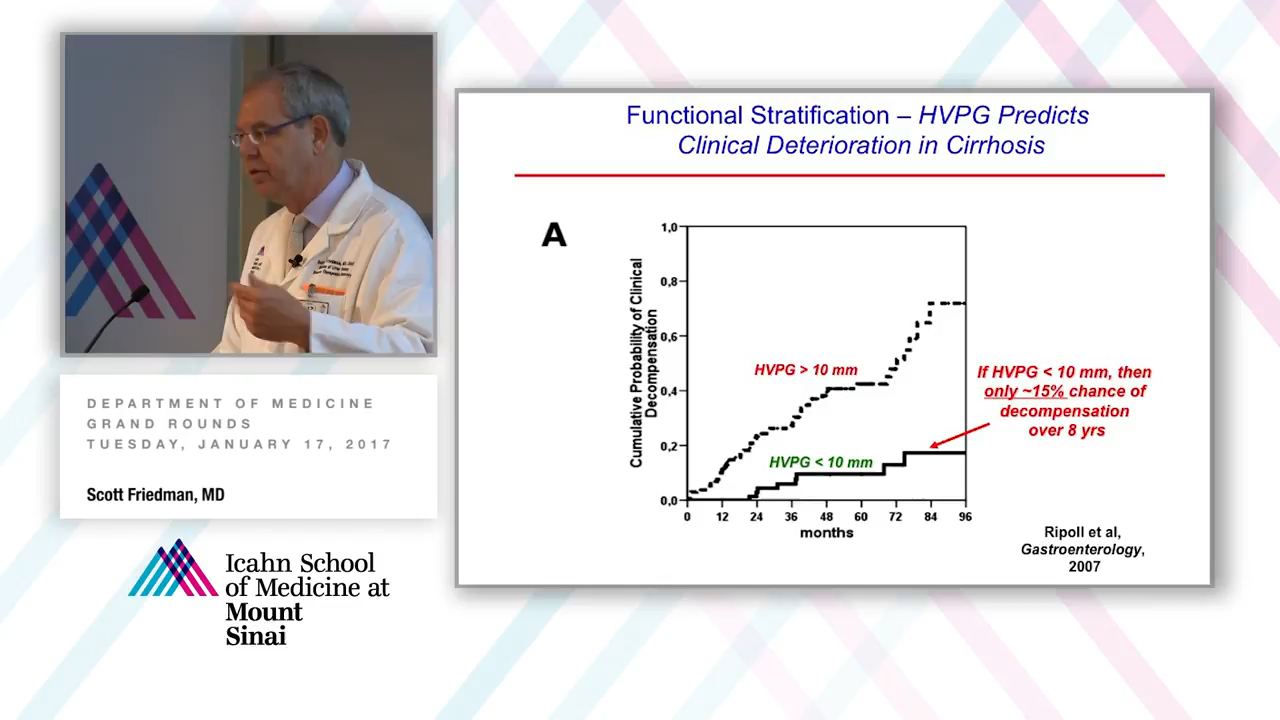 DEPARTMENT OF MEDICINE
GRAND ROUNDS
TUESDAY, JANUARY 17, 2017
Scott Friedman, MD
Icahn School
of Medicine at
Mount
Sinai
Functional Stratification – HVPG Predicts
Clinical Deterioration in Cirrhosis
A
Cumulative Probability of Clinical
Decompensation
1,0
0,8
0,6
0,4
0,2
0,0
0 12 24 36 48 60 72 84 96
months
HVPG > 10 mm
HVPG < 10 mm
If HVPG < 10 mm, then
only ~15% chance of
decompensation
over 8 yrs
Ripoll et al,
Gastroenterology,
2007